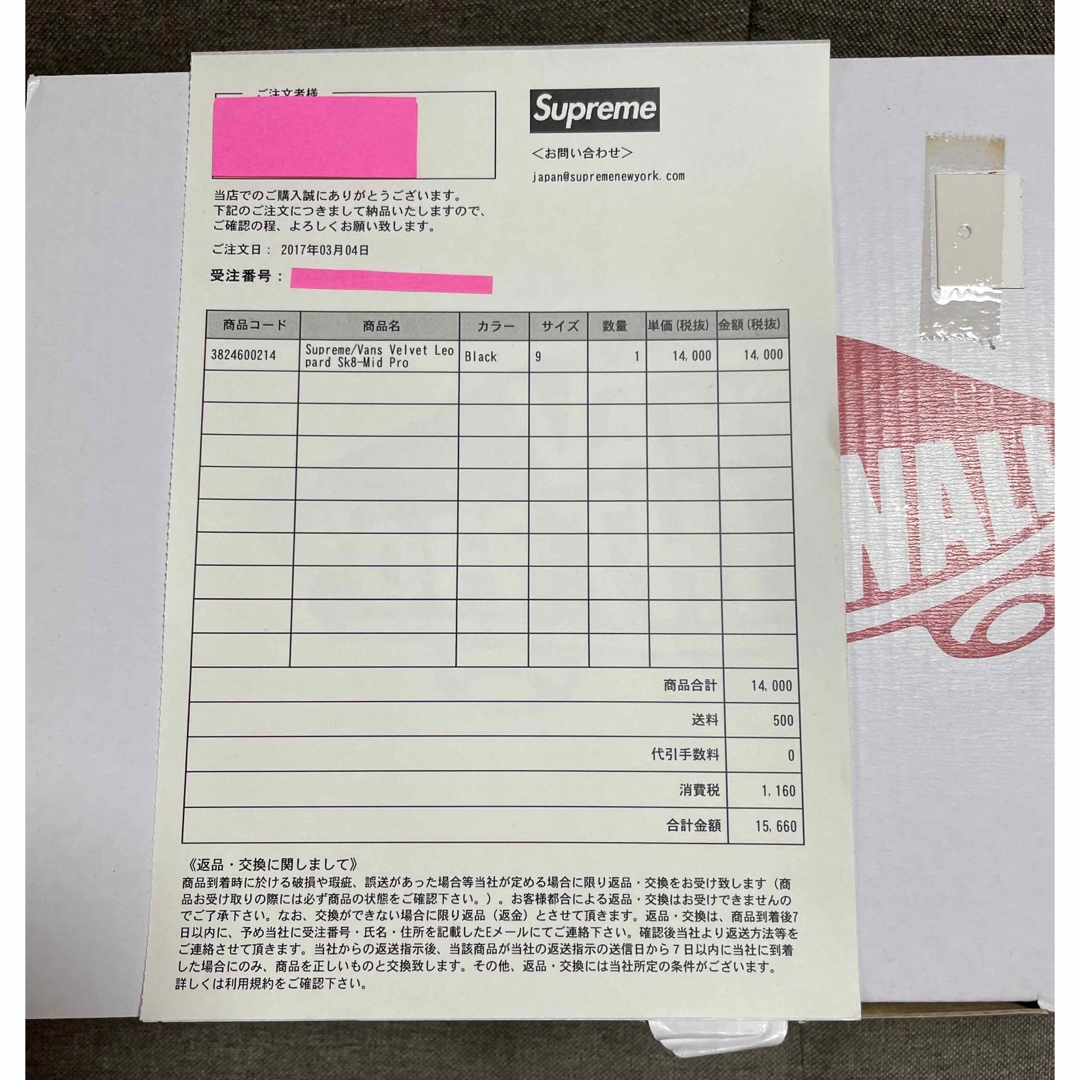 ご注文者様
Supreme
<お問い合わせ>
japan@supremenewyork.com
当店でのご購入誠にありがとうございます。
下記のご注文につきまして納品いたしますので、
ご確認の程、よろしくお願い致します。
ご注文日: 2017年03月04日
受注番号:
商品コード 商品名 カラー サイズ 数量 単価(税抜) 金額(税抜)
3824600214 Supreme/Vans Velvet Leo Black 9 1 14,000 14,000
pard Sk8-Mid Pro
商品合計 14,000
送料 500
代引手数料 0
消費税 1,160
合計金額 15,660
《返品・交換に関しまして》
商品到着時に於ける破損や瑕疵、誤送があった場合等当社が定める場合に限り返品・交換をお受け致します(商
品お受け取りの際には必ず商品の状態をご確認下さい。)。お客様都合による返品・交換はお受けできませんの
でご了承下さい。なお、交換ができない場合に限り返品(返金)とさせて頂きます。返品・交換は、商品到着後7
日以内に、予め当社に受注番号・氏名・住所を記載したEメールにてご連絡下さい。確認後当社より返送方法等を
ご連絡させて頂きます。当社からの返送指示後、当該商品が当社の返送指示の送信日から7日以内に当社に到着
した場合にのみ、商品を正しいものと交換致します。その他、返品・交換には当社所定の条件がございます。
詳しくは利用規約をご確認下さい。